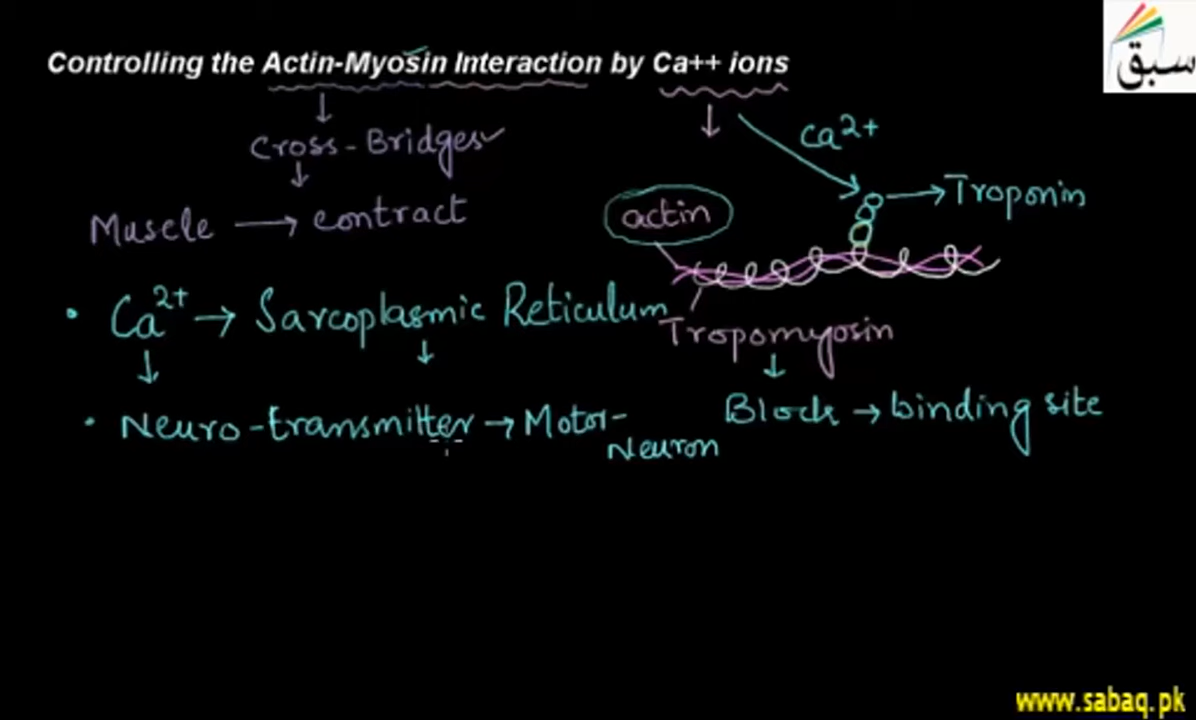 Controlling the Actin-Myosin Interaction by Ca++ ions
سبق
Cross-Bridges
Ca2+
Troponin
Muscle → contract
actin
• Ca2+ → Sarcoplasmic Reticulum
Tropomyosin
• Neuro-transmitter → Motor-
Neuron
Block → binding site
www.sabaq.pk